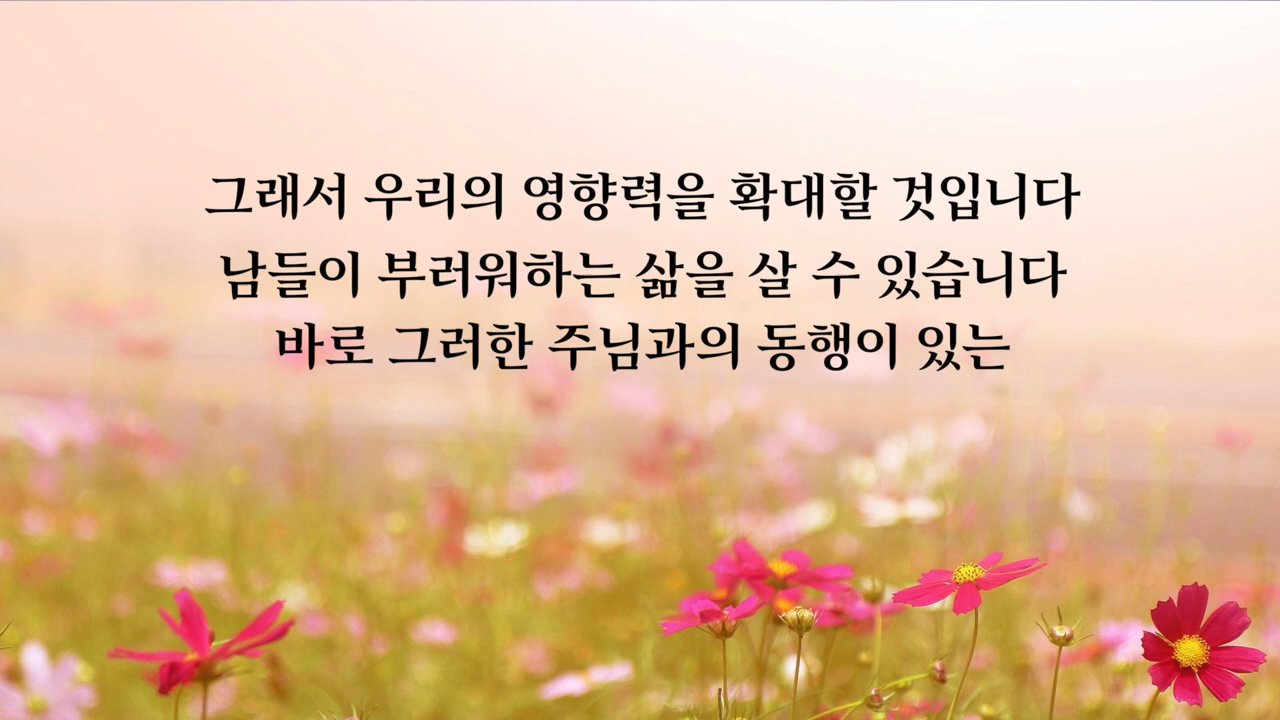 그래서 우리의 영향력을 확대할 것입니다
남들이 부러워하는 삶을 살 수 있습니다
바로 그러한 주님과의 동행이 있는